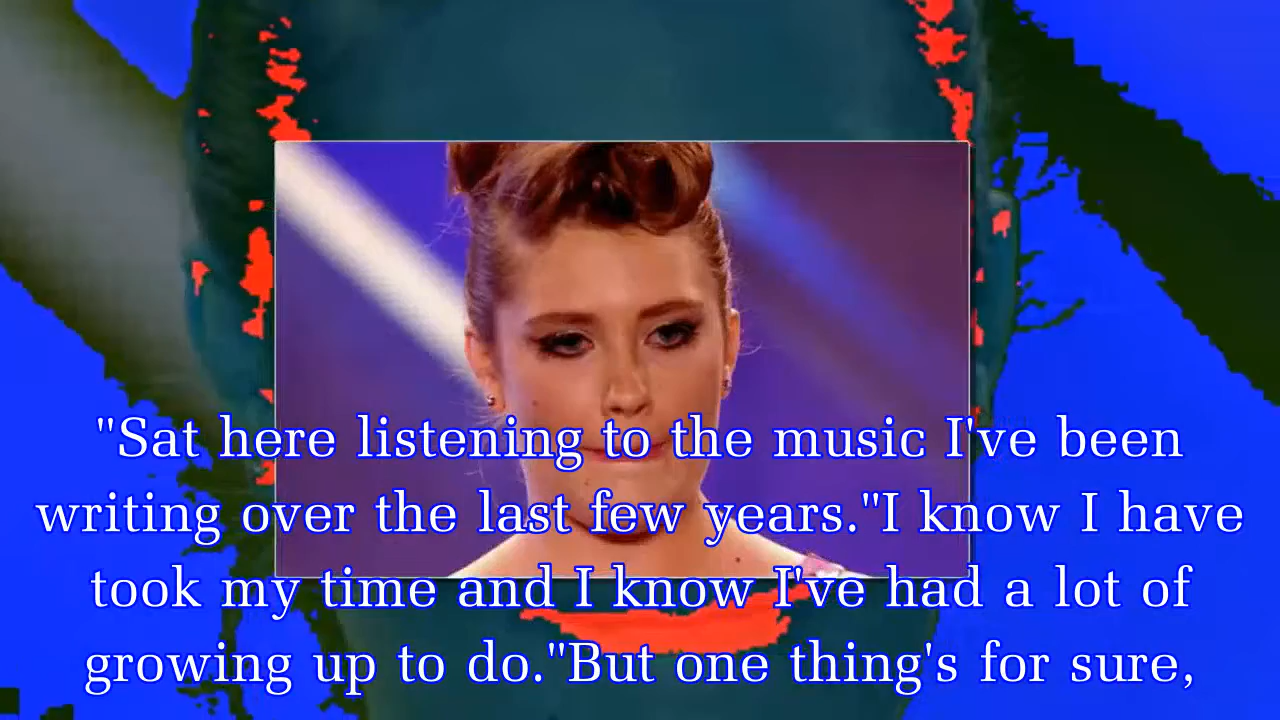 "Sat here listening to the music I've been
writing over the last few years."I know I have
took my time and I know I've had a lot of
growing up to do."But one thing's for sure,